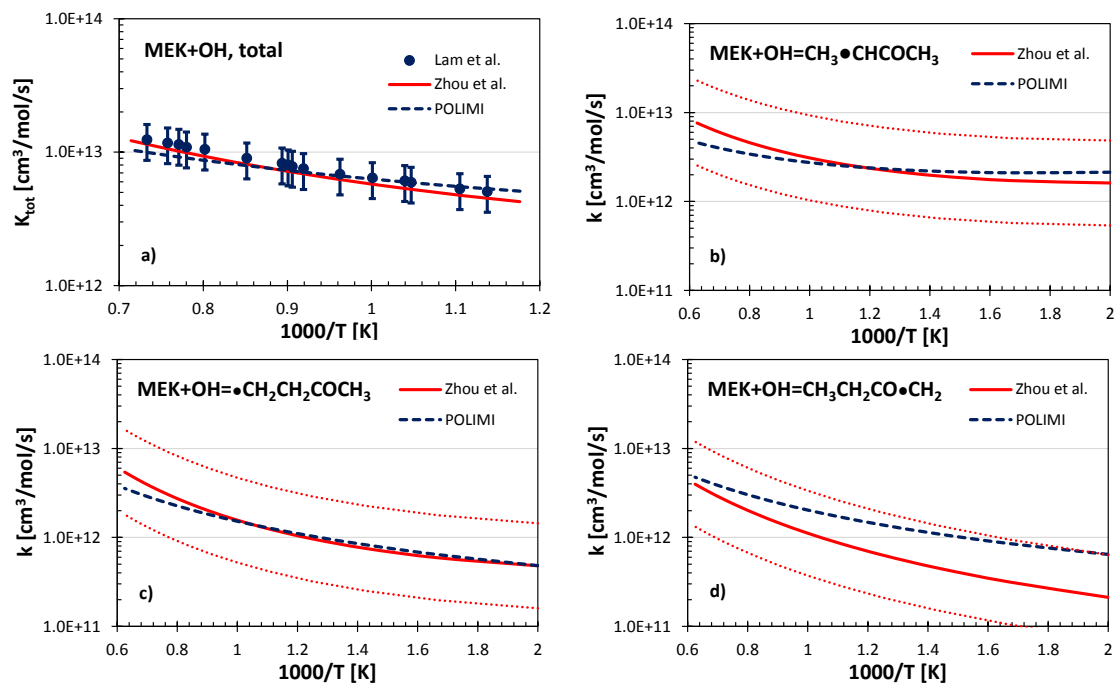 1.0E+14
MEK+OH, total
Lam et al.
Zhou et al.
POLIMI
1.0E+13
K_tot [cm³/mol/s]
a)
1.0E+12
0.7 0.8 0.9 1 1.1 1.2
1000/T [K]
1.0E+14
MEK+OH=CH₃●CHCOCH₃
Zhou et al.
POLIMI
1.0E+13
k [cm³/mol/s]
1.0E+12
b)
1.0E+11
0.6 0.8 1 1.2 1.4 1.6 1.8 2
1000/T [K]
1.0E+14
MEK+OH=●CH₂CH₂COCH₃
Zhou et al.
POLIMI
1.0E+13
k [cm³/mol/s]
1.0E+12
c)
1.0E+11
0.6 0.8 1 1.2 1.4 1.6 1.8 2
1000/T [K]
1.0E+14
MEK+OH=CH₃CH₂CO●CH₂
Zhou et al.
POLIMI
1.0E+13
k [cm³/mol/s]
1.0E+12
d)
1.0E+11
0.6 0.8 1 1.2 1.4 1.6 1.8 2
1000/T [K]